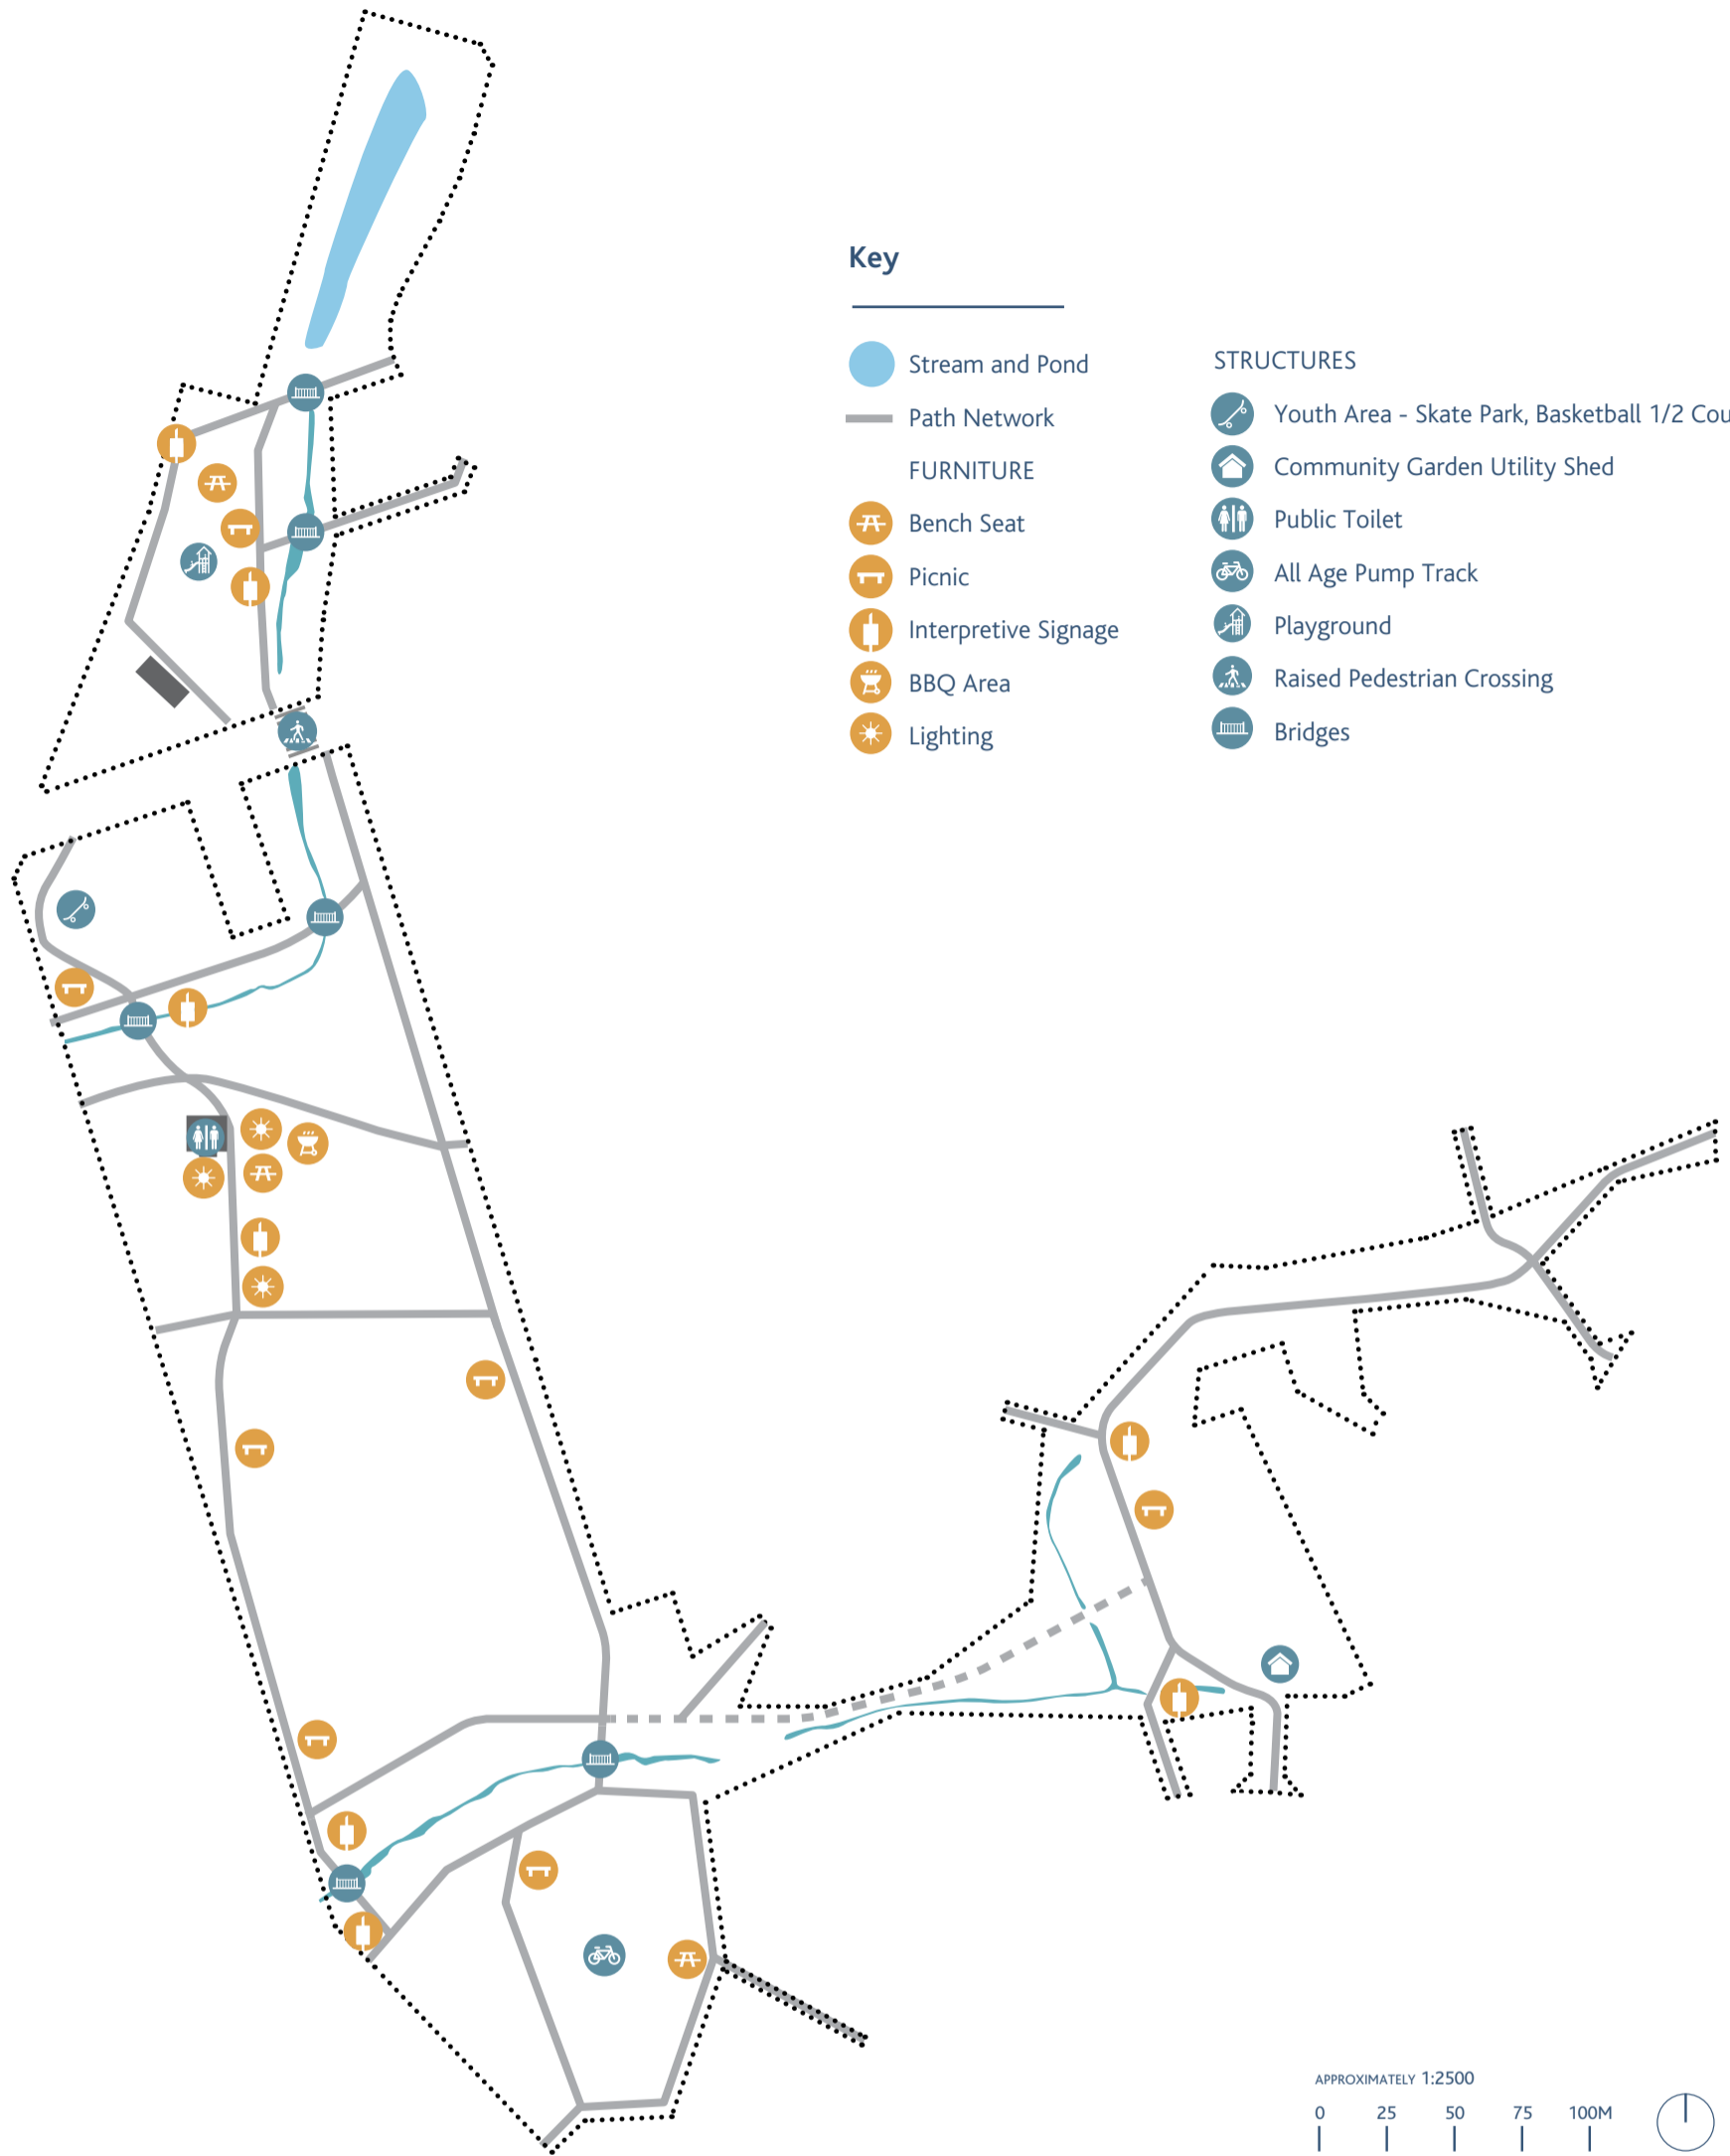 Key
Stream and Pond
Path Network
FURNITURE
Bench Seat
Picnic
Interpretive Signage
BBQ Area
Lighting
STRUCTURES
Youth Area - Skate Park, Basketball 1/2 Cou
Community Garden Utility Shed
Public Toilet
All Age Pump Track
Playground
Raised Pedestrian Crossing
Bridges
APPROXIMATELY 1:2500
0 25 50 75 100M